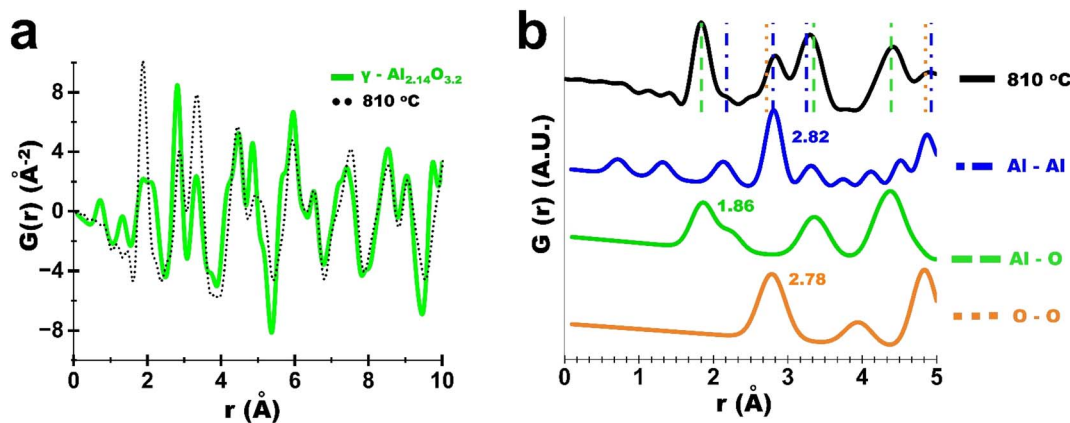 a
G(r) (Å⁻²)
8
4
0
−4
−8
γ - Al₂.₁₄O₃.₂
810 °C
0 2 4 6 8 10
r (Å)
b
G (r) (A.U.)
810 °C
2.82
Al - Al
1.86
Al - O
2.78
O - O
0 1 2 3 4 5
r (Å)